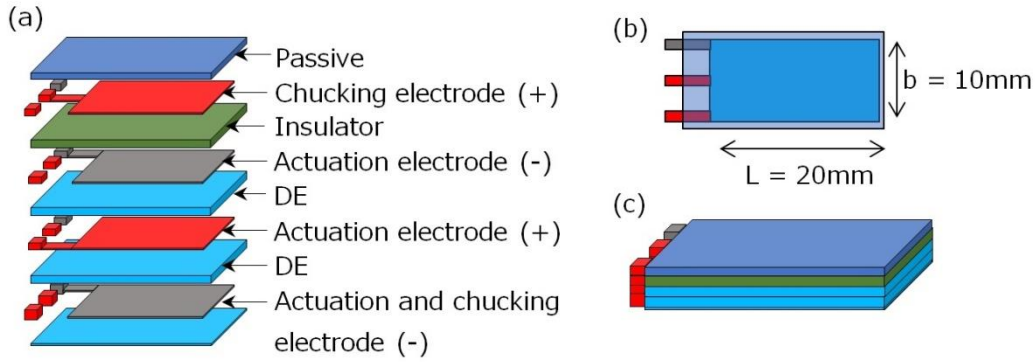 (a)
Passive
Chucking electrode (+)
Insulator
Actuation electrode (-)
DE
Actuation electrode (+)
DE
Actuation and chucking
electrode (-)
(b)
b = 10mm
L = 20mm
(c)